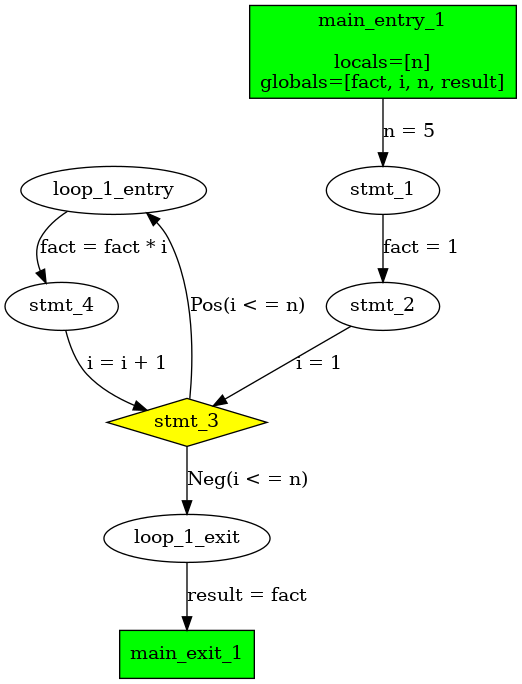 main_entry_1
locals=[n]
globals=[fact, i, n, result]
n = 5
loop_1_entry
stmt_1
fact = fact * i
fact = 1
stmt_4
Pos(i < = n)
stmt_2
i = i + 1
i = 1
stmt_3
Neg(i < = n)
loop_1_exit
result = fact
main_exit_1